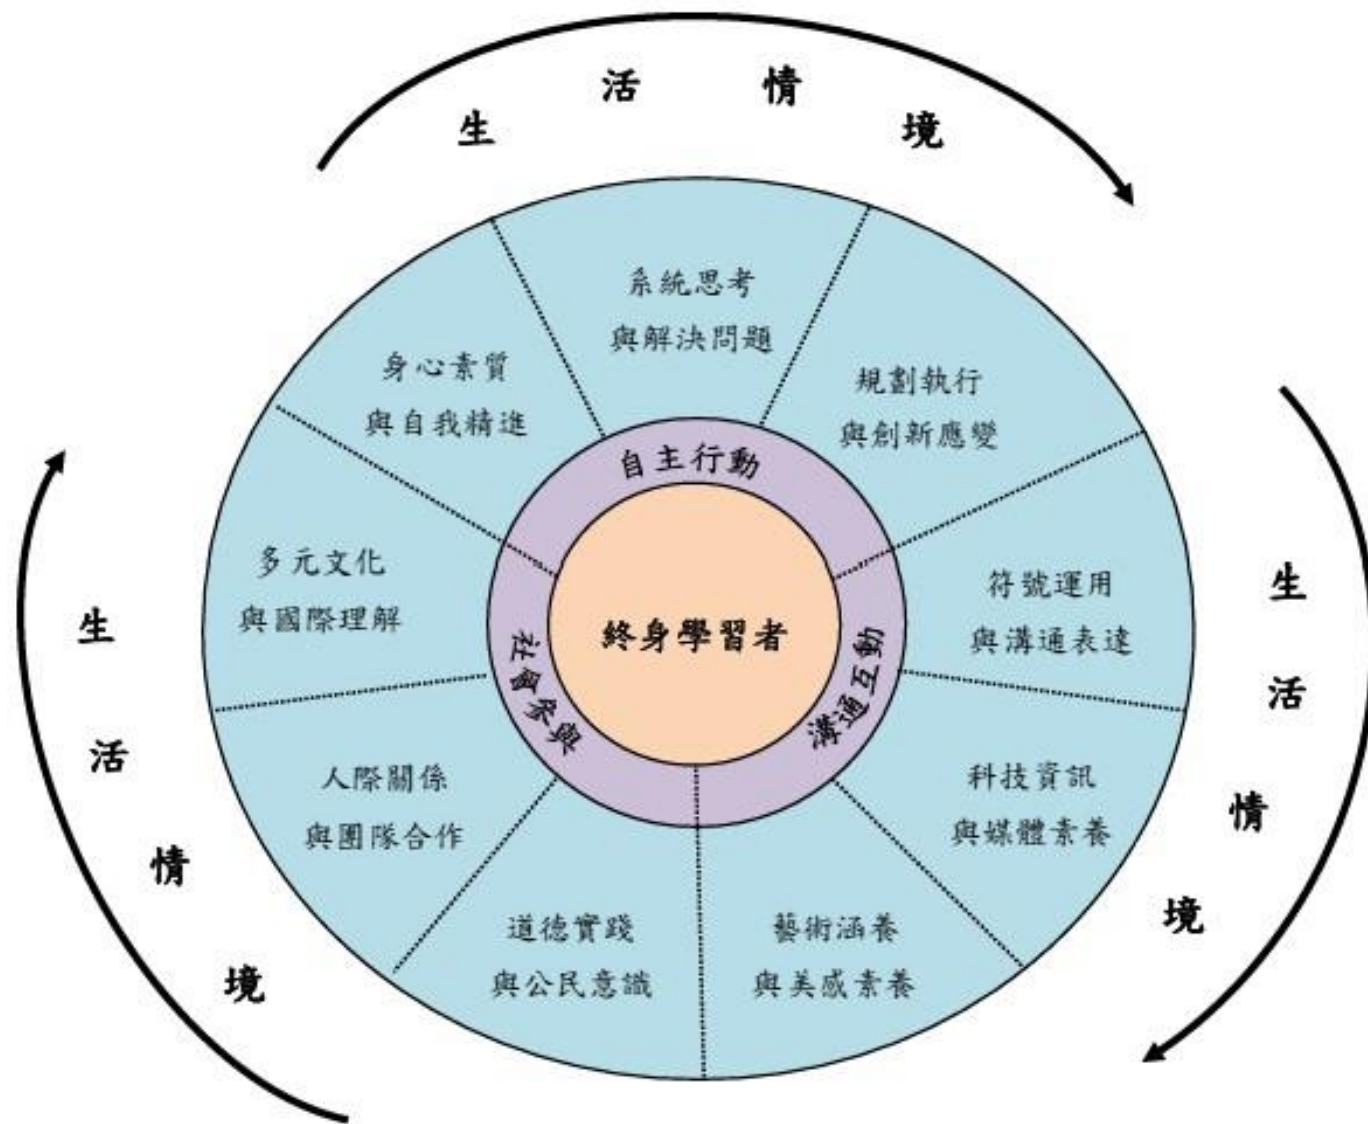 生活情境
系統思考
與解決問題
身心素質
與自我精進
規劃執行
與創新應變
自主行動
多元文化
與國際理解
符號運用
與溝通表達
終身學習者
社會參與
溝通互動
生活情境
生活情境
人際關係
與團隊合作
科技資訊
與媒體素養
道德實踐
與公民意識
藝術涵養
與美感素養